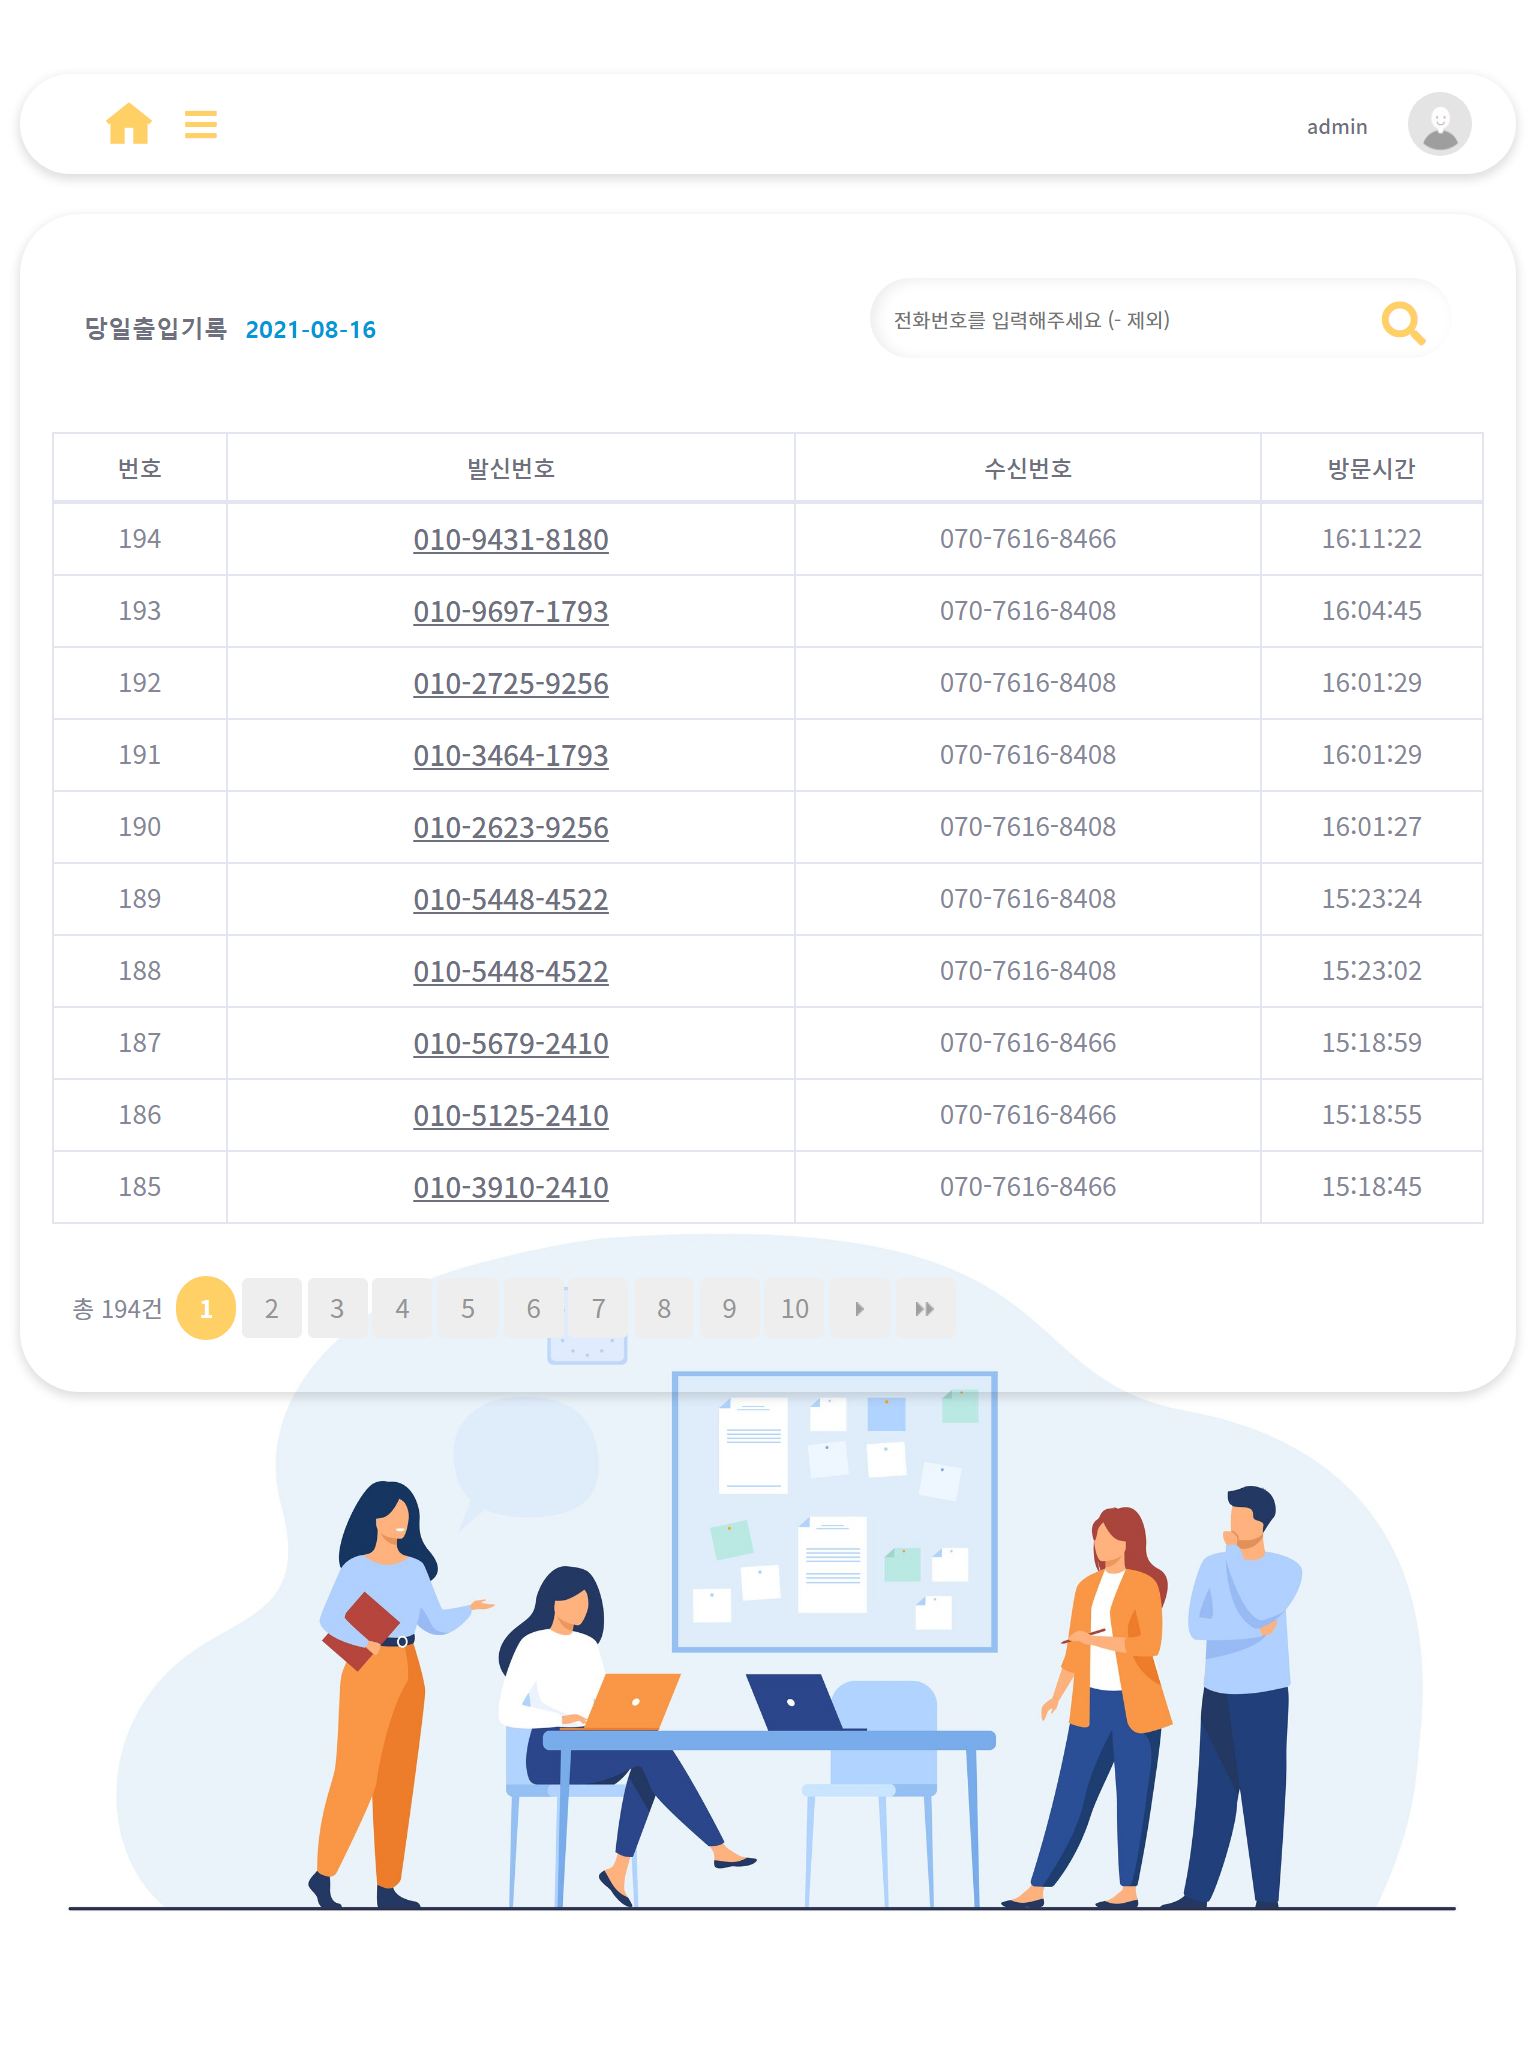 admin
당일출입기록 2021-08-16
전화번호를 입력해주세요 (- 제외)
번호 발신번호 수신번호 방문시간
194 010-9431-8180 070-7616-8466 16:11:22
193 010-9697-1793 070-7616-8408 16:04:45
192 010-2725-9256 070-7616-8408 16:01:29
191 010-3464-1793 070-7616-8408 16:01:29
190 010-2623-9256 070-7616-8408 16:01:27
189 010-5448-4522 070-7616-8408 15:23:24
188 010-5448-4522 070-7616-8408 15:23:02
187 010-5679-2410 070-7616-8466 15:18:59
186 010-5125-2410 070-7616-8466 15:18:55
185 010-3910-2410 070-7616-8466 15:18:45
총 194건 1 2 3 4 5 6 7 8 9 10